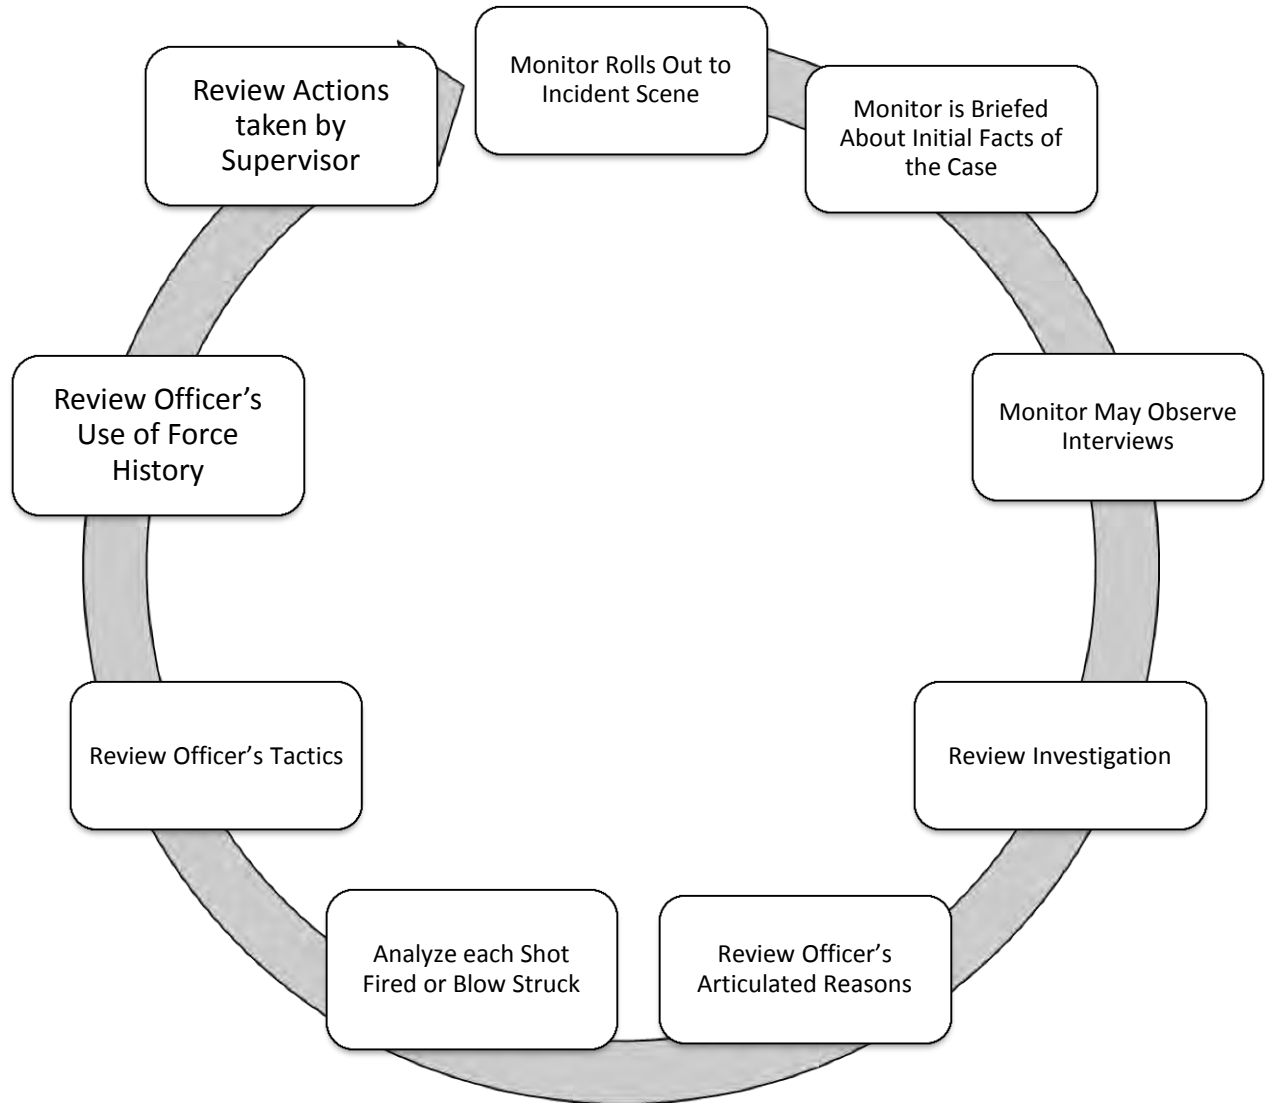 Monitor Rolls Out to
Incident Scene
Monitor is Briefed
About Initial Facts of
the Case
Monitor May Observe
Interviews
Review Investigation
Review Officer’s
Articulated Reasons
Analyze each Shot
Fired or Blow Struck
Review Officer’s Tactics
Review Officer’s
Use of Force
History
Review Actions
taken by
Supervisor